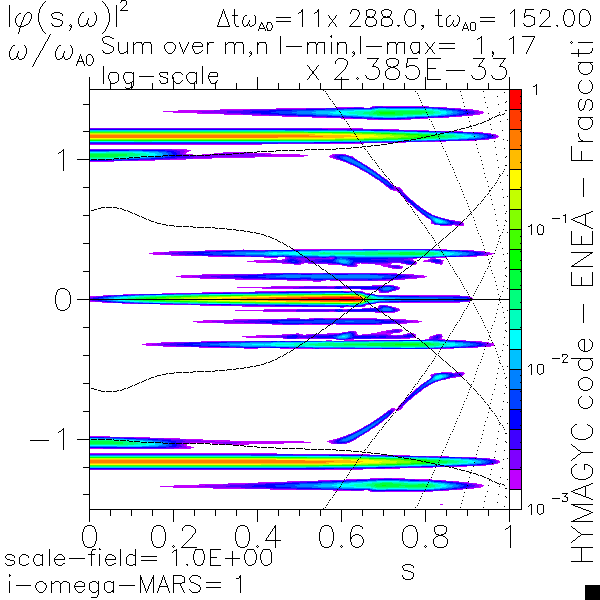 |φ(s,ω)|² Δtω_A0=11x 288.0, tω_A0= 152.00
ω/ω_A0 Sum over m,n l-min,l-max= 1, 17
log-scale x 2.385E-33
1
0
-1
0 0.2 0.4 0.6 0.8 1
s
1
10⁻¹
10⁻²
10⁻³
HYMAGYC code - ENEA - Frascati
scale-field= 1.0E+00
i-omega-MARS= 1